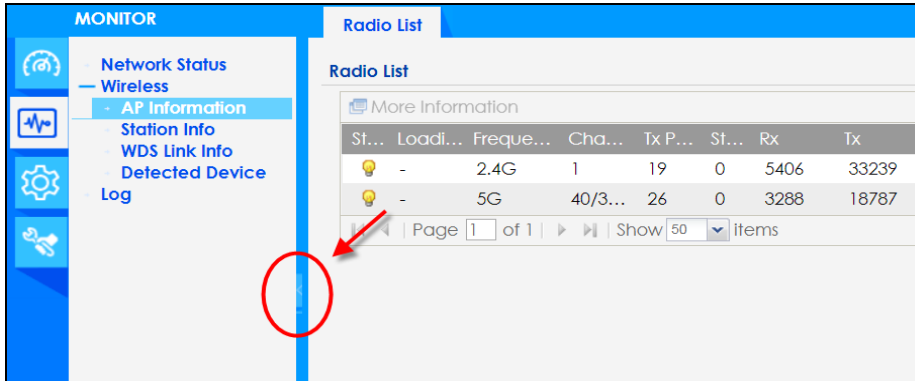 MONITOR
Radio List
Network Status
Wireless
AP Information
Station Info
WDS Link Info
Detected Device
Log
Radio List
More Information
St... Loadi... Freque... Cha... Tx P... St... Rx Tx
- 2.4G 1 19 0 5406 33239
- 5G 40/3... 26 0 3288 18787
Page 1 of 1 Show 50 items